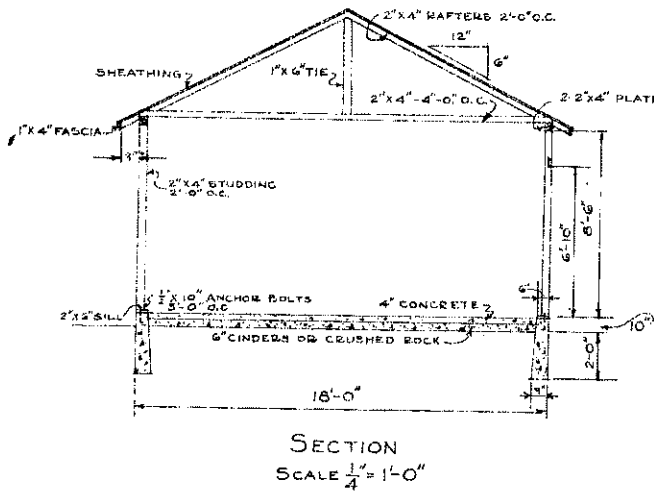 2"X4" RAFTERS 2'-0" O.C.
12"
6"
SHEATHING
1"X6" TIE
2"X4"-4'-0" O.C.
2-2"X4" PLATE
1"X4" FASCIA
2"X4" STUDDING
2'-0" O.C.
6'-10"
8'-6"
1/2" X 10" ANCHOR BOLTS
5'-0" O.C.
6"
4" CONCRETE
2"X6" SILL
6" CINDERS OR CRUSHED ROCK
10"
2'-0"
18'-0"
SECTION
SCALE 1/4" = 1'-0"